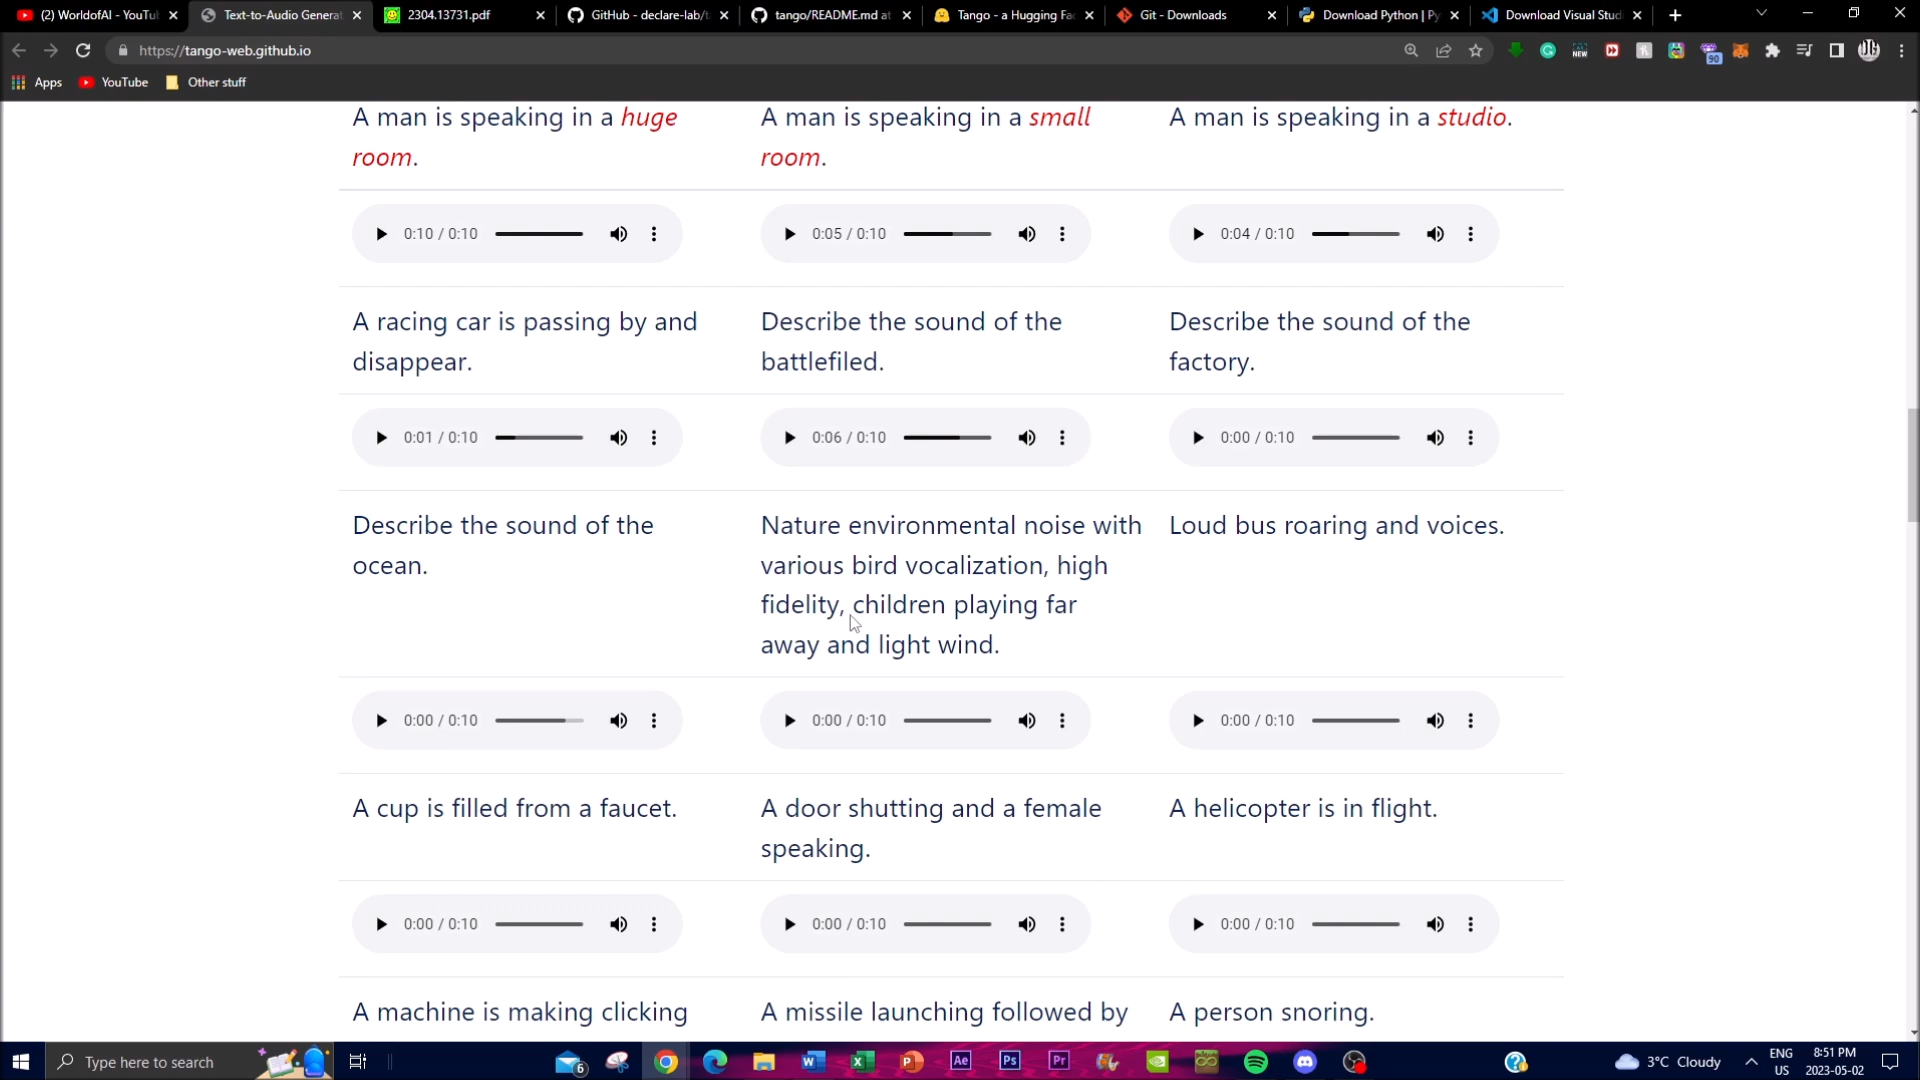 (2) WorldofAI - YouTu
Text-to-Audio Genera
2304.13731.pdf
GitHub - declare-lab/t
tango/README.md at
Tango - a Hugging Fa
Git - Downloads
Download Python | Py
Download Visual Stud
https://tango-web.github.io
NEW
90
Apps
YouTube
Other stuff
A man is speaking in a huge
room.
A man is speaking in a small
room.
A man is speaking in a studio.
0:10 / 0:10
0:05 / 0:10
0:04 / 0:10
A racing car is passing by and
disappear.
Describe the sound of the
battlefiled.
Describe the sound of the
factory.
0:01 / 0:10
0:06 / 0:10
0:00 / 0:10
Describe the sound of the
ocean.
Nature environmental noise with
various bird vocalization, high
fidelity, children playing far
away and light wind.
Loud bus roaring and voices.
0:00 / 0:10
0:00 / 0:10
0:00 / 0:10
A cup is filled from a faucet.
A door shutting and a female
speaking.
A helicopter is in flight.
0:00 / 0:10
0:00 / 0:10
0:00 / 0:10
A machine is making clicking
A missile launching followed by
A person snoring.
Type here to search
6
W
X
P
Ae
Ps
Pr
3°C Cloudy
ENG
US
8:51 PM
2023-05-02